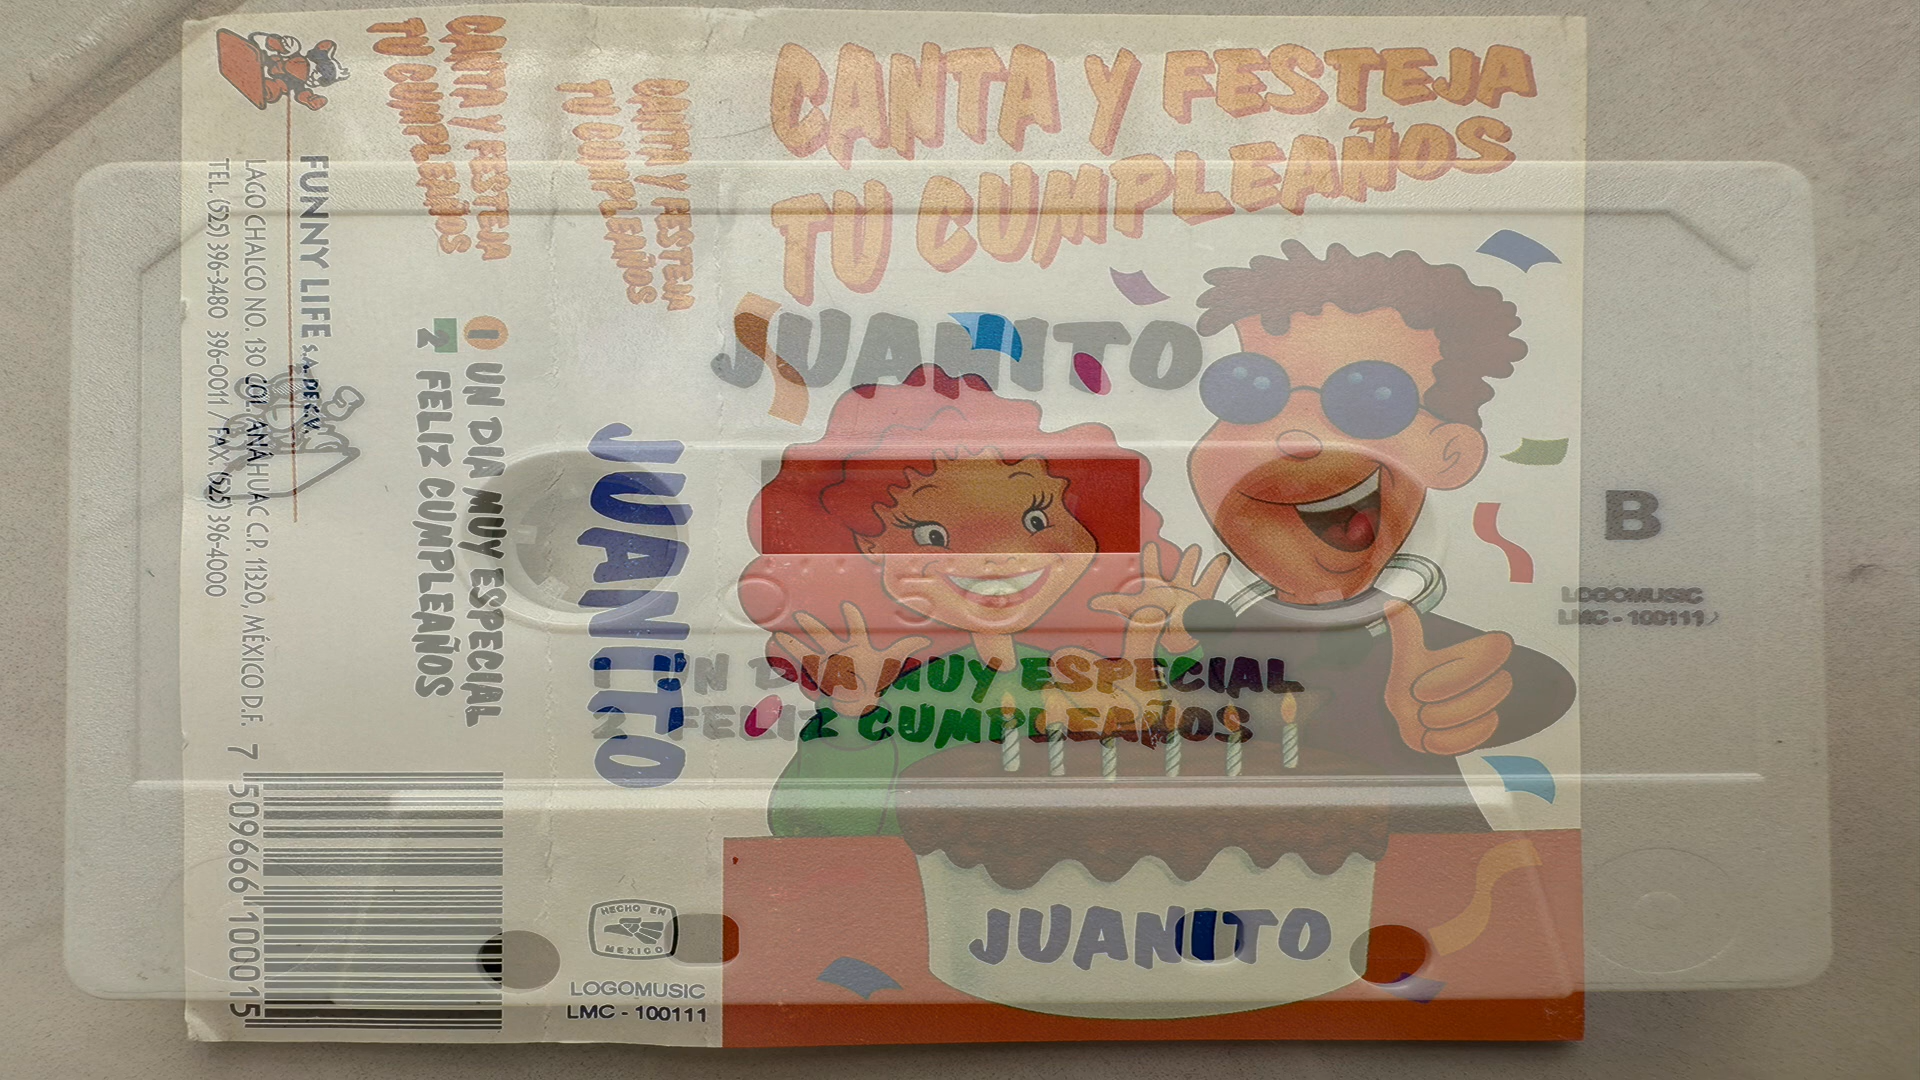 CANTA Y FESTEJA
TU CUMPLEAÑOS
JUANITO
JUANITO
B
LOGOMUSIC
LMC - 100111
1 UN DIA MUY ESPECIAL
2 FELIZ CUMPLEAÑOS
CANTA Y FESTEJA
TU CUMPLEAÑOS
JUANITO
HECHO EN
MEXICO
LOGOMUSIC
LMC - 100111
CANTA Y FESTEJA
TU CUMPLEAÑOS
1 UN DIA MUY ESPECIAL
2 FELIZ CUMPLEAÑOS
FUNNY LIFE S.A. DE C.V.
LAGO CHALCO NO. 130 COL. ANÁHUAC C.P. 11320, MÉXICO D.F.
TEL. (525) 396-3480 396-0011 / FAX. (525) 396-4000
7 509666 100015